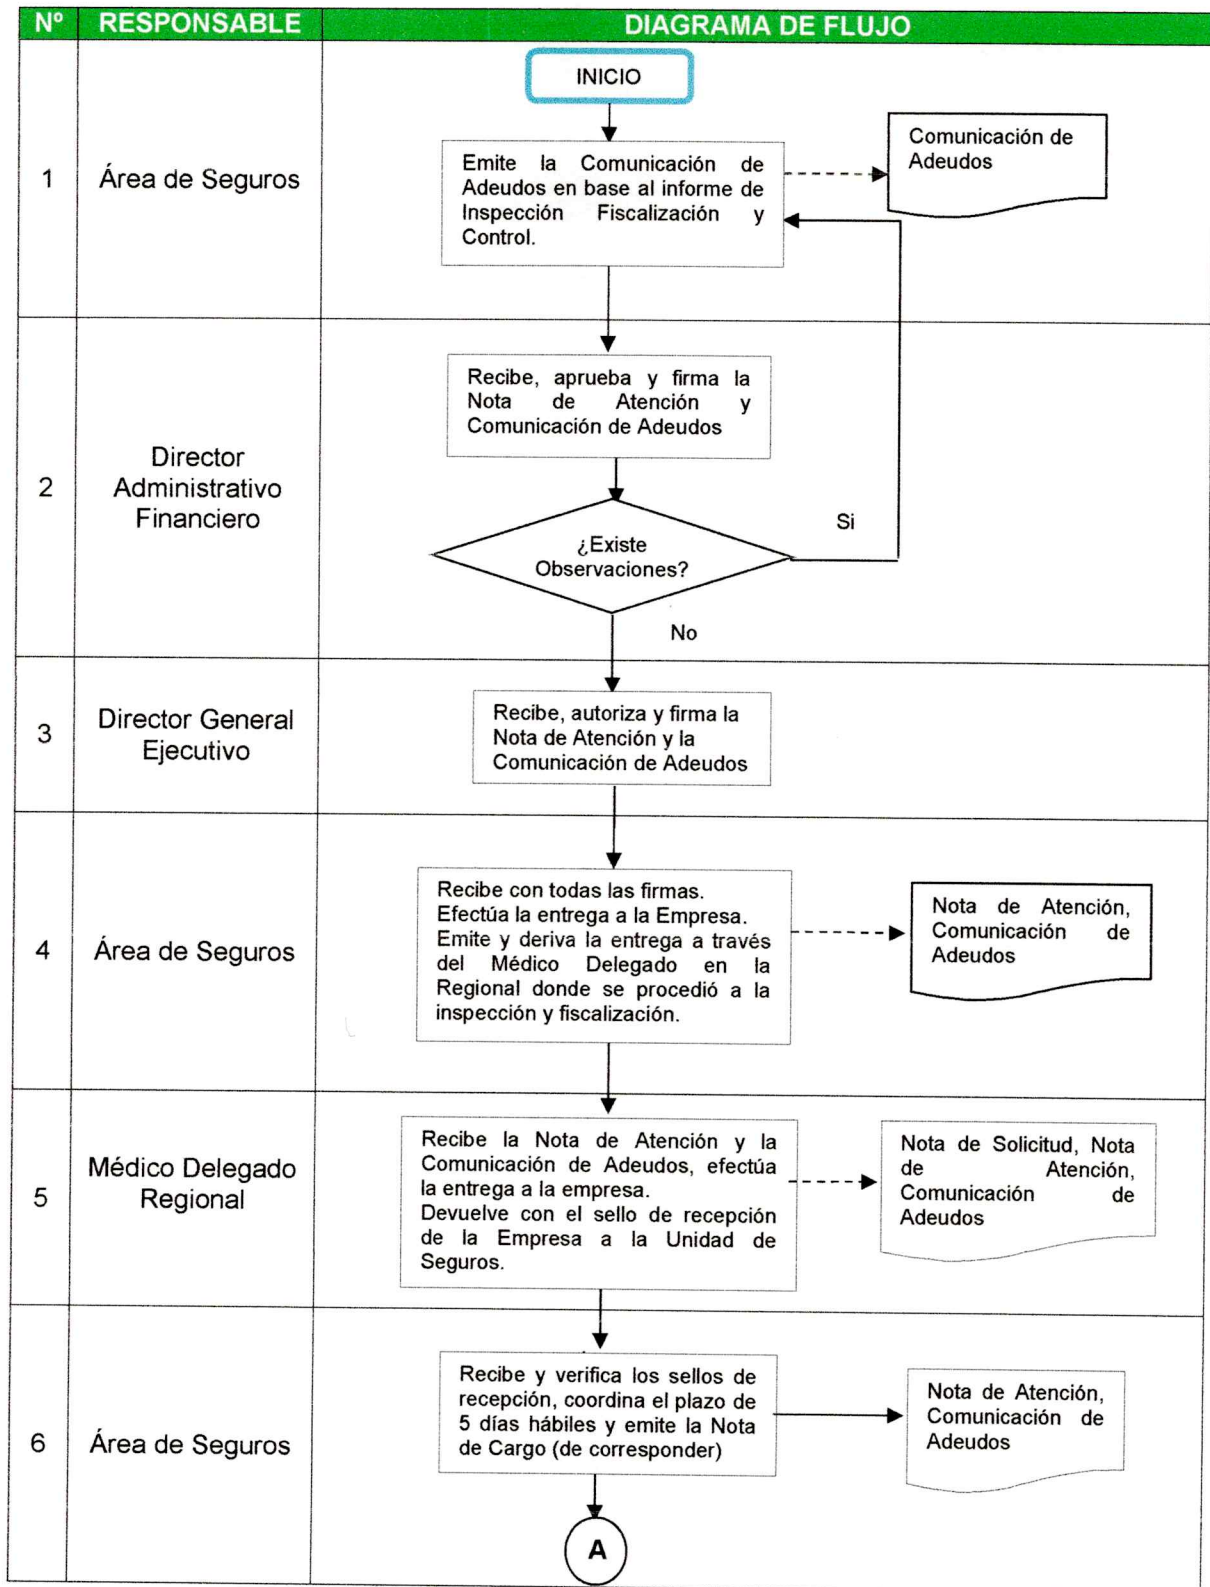 Nº RESPONSABLE DIAGRAMA DE FLUJO
INICIO
1
Área de Seguros
Emite la Comunicación de
Adeudos en base al informe de
Inspección Fiscalización y
Control.
Comunicación de
Adeudos
2
Director
Administrativo
Financiero
Recibe, aprueba y firma la
Nota de Atención y
Comunicación de Adeudos
¿Existe
Observaciones?
Si
No
3
Director General
Ejecutivo
Recibe, autoriza y firma la
Nota de Atención y la
Comunicación de Adeudos
4
Área de Seguros
Recibe con todas las firmas.
Efectúa la entrega a la Empresa.
Emite y deriva la entrega a través
del Médico Delegado en la
Regional donde se procedió a la
inspección y fiscalización.
Nota de Atención,
Comunicación de
Adeudos
5
Médico Delegado
Regional
Recibe la Nota de Atención y la
Comunicación de Adeudos, efectúa
la entrega a la empresa.
Devuelve con el sello de recepción
de la Empresa a la Unidad de
Seguros.
Nota de Solicitud, Nota
de Atención,
Comunicación de
Adeudos
6
Área de Seguros
Recibe y verifica los sellos de
recepción, coordina el plazo de
5 días hábiles y emite la Nota
de Cargo (de corresponder)
Nota de Atención,
Comunicación de
Adeudos
A